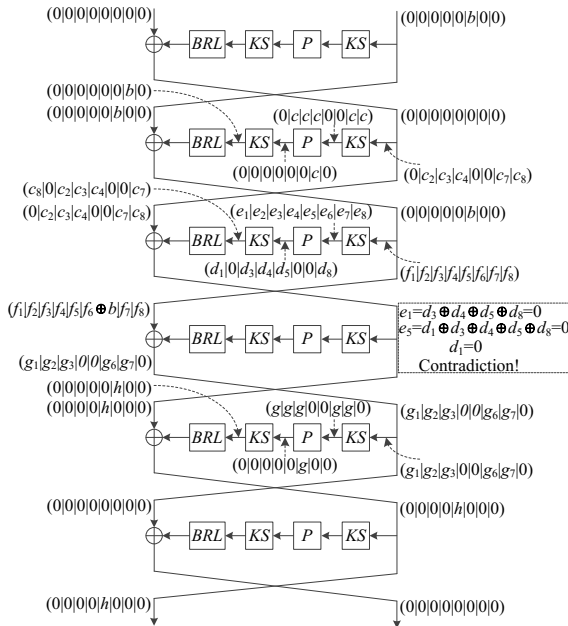 (0|0|0|0|0|0|0|0) (0|0|0|0|0|b|0|0)
BRL KS P KS
(0|0|0|0|0|0|b|0)
(0|0|0|0|0|b|0|0) (0|0|0|0|0|0|0|0)
(0|c|c|c|0|0|c|c)
BRL KS P KS
(0|0|0|0|0|0|c|0) (0|c₂|c₃|c₄|0|0|c₇|c₈)
(c₈|0|c₂|c₃|c₄|0|0|c₇)
(0|c₂|c₃|c₄|0|0|c₇|c₈) (0|0|0|0|0|b|0|0)
(e₁|e₂|e₃|e₄|e₅|e₆|e₇|e₈)
BRL KS P KS
(d₁|0|d₃|d₄|d₅|0|0|d₈) (f₁|f₂|f₃|f₄|f₅|f₆|f₇|f₈)
(f₁|f₂|f₃|f₄|f₅|f₆⊕b|f₇|f₈)
e₁=d₃⊕d₄⊕d₅⊕d₈=0
e₅=d₁⊕d₃⊕d₄⊕d₅⊕d₈=0
d₁=0
Contradiction!
BRL KS P KS
(g₁|g₂|g₃|0|0|g₆|g₇|0)
(0|0|0|0|0|h|0|0)
(0|0|0|0|h|0|0|0) (g₁|g₂|g₃|0|0|g₆|g₇|0)
(g|g|g|0|0|g|g|0)
BRL KS P KS
(0|0|0|0|0|g|0|0) (g₁|g₂|g₃|0|0|g₆|g₇|0)
(0|0|0|0|0|0|0|0) (0|0|0|0|h|0|0|0)
BRL KS P KS
(0|0|0|0|h|0|0|0) (0|0|0|0|0|0|0|0)